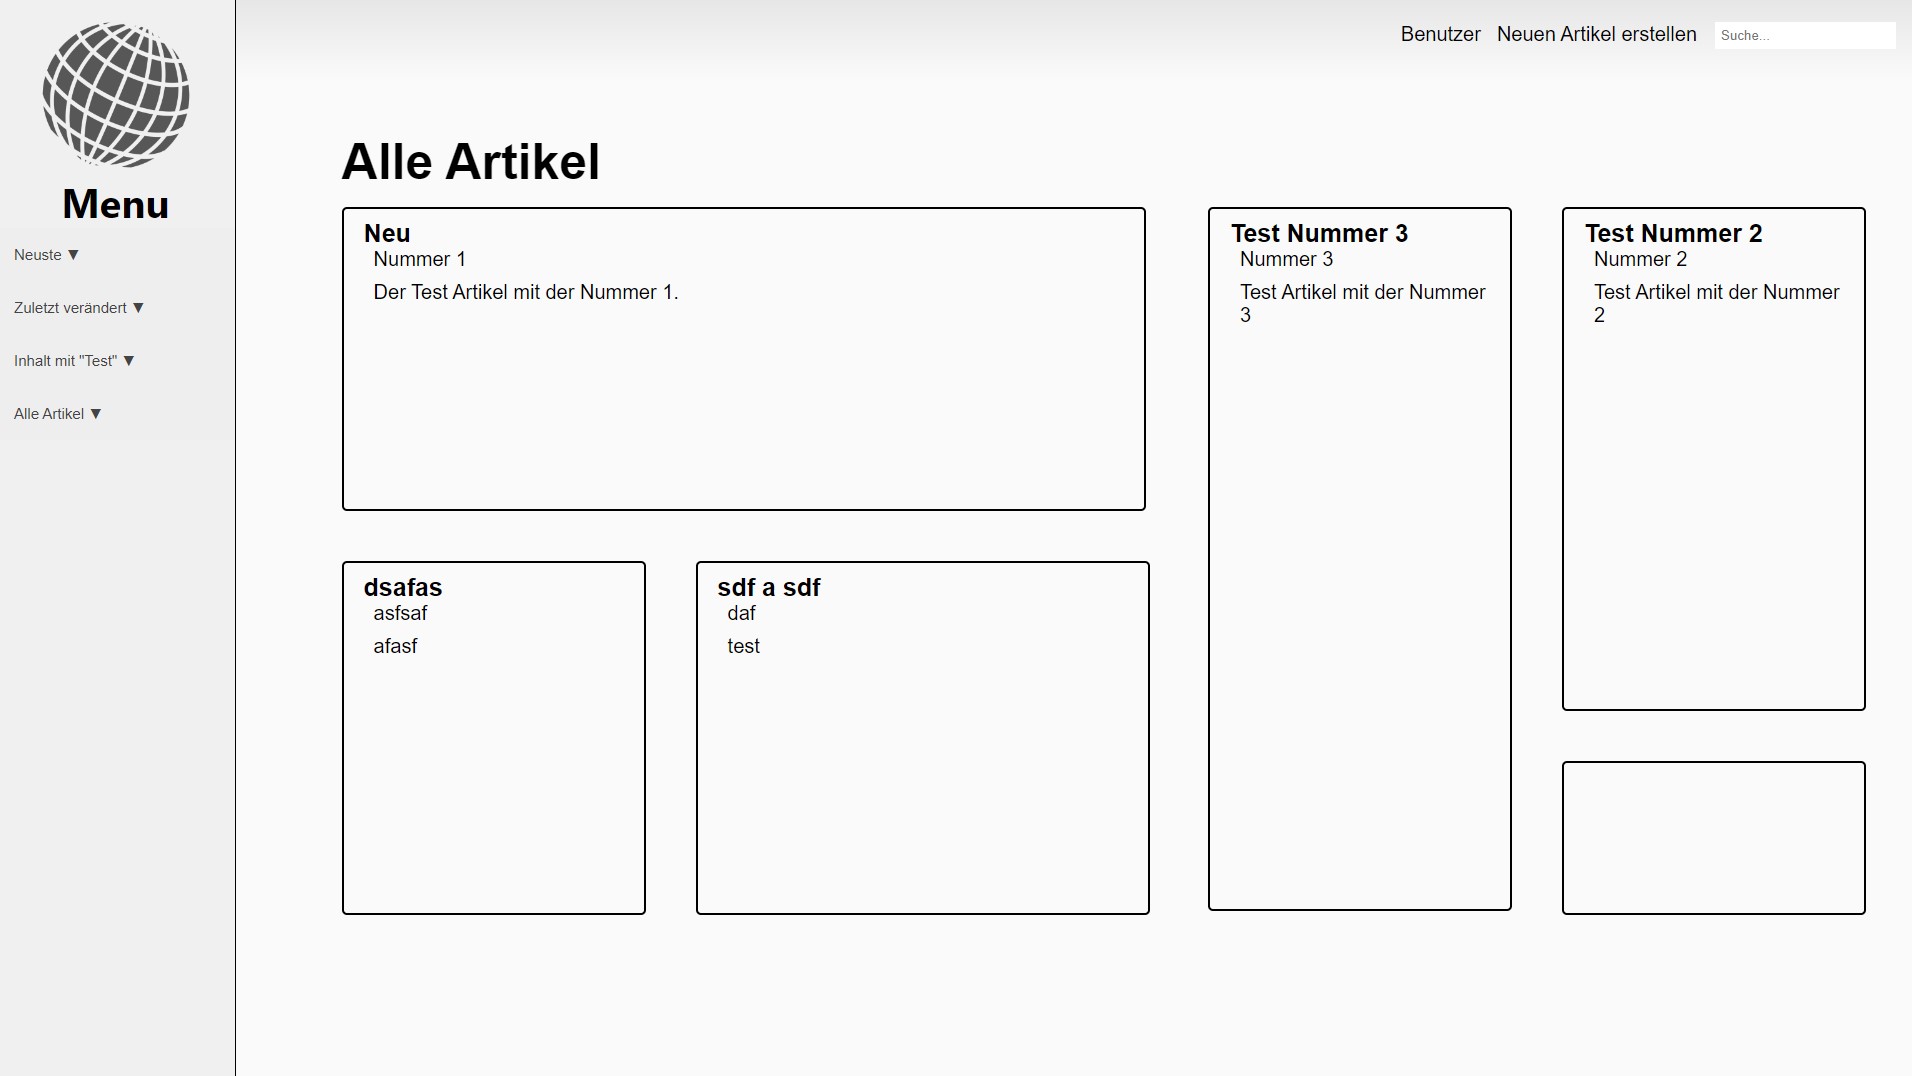 Menu
Neuste ▼
Zuletzt verändert ▼
Inhalt mit "Test" ▼
Alle Artikel ▼
Benutzer Neuen Artikel erstellen Suche...
Alle Artikel
Neu
Nummer 1
Der Test Artikel mit der Nummer 1.
Test Nummer 3
Nummer 3
Test Artikel mit der Nummer
3
Test Nummer 2
Nummer 2
Test Artikel mit der Nummer
2
dsafas
asfsaf
afasf
sdf a sdf
daf
test